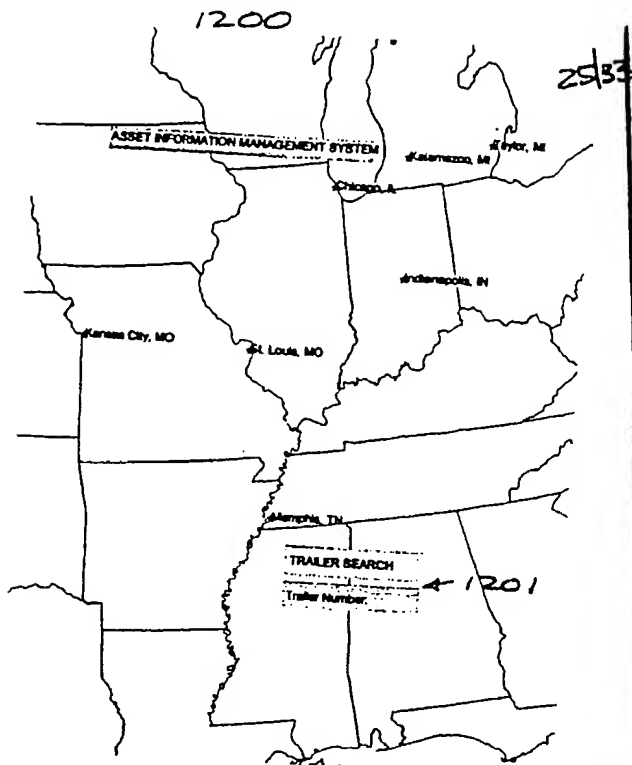 1200
25/33
ASSET INFORMATION MANAGEMENT SYSTEM
Taylor, MI
Kalamazoo, MI
Chicago, IL
Indianapolis, IN
Kansas City, MO
St. Louis, MO
Memphis, TN
TRAILER SEARCH
1201
Trailer Number: